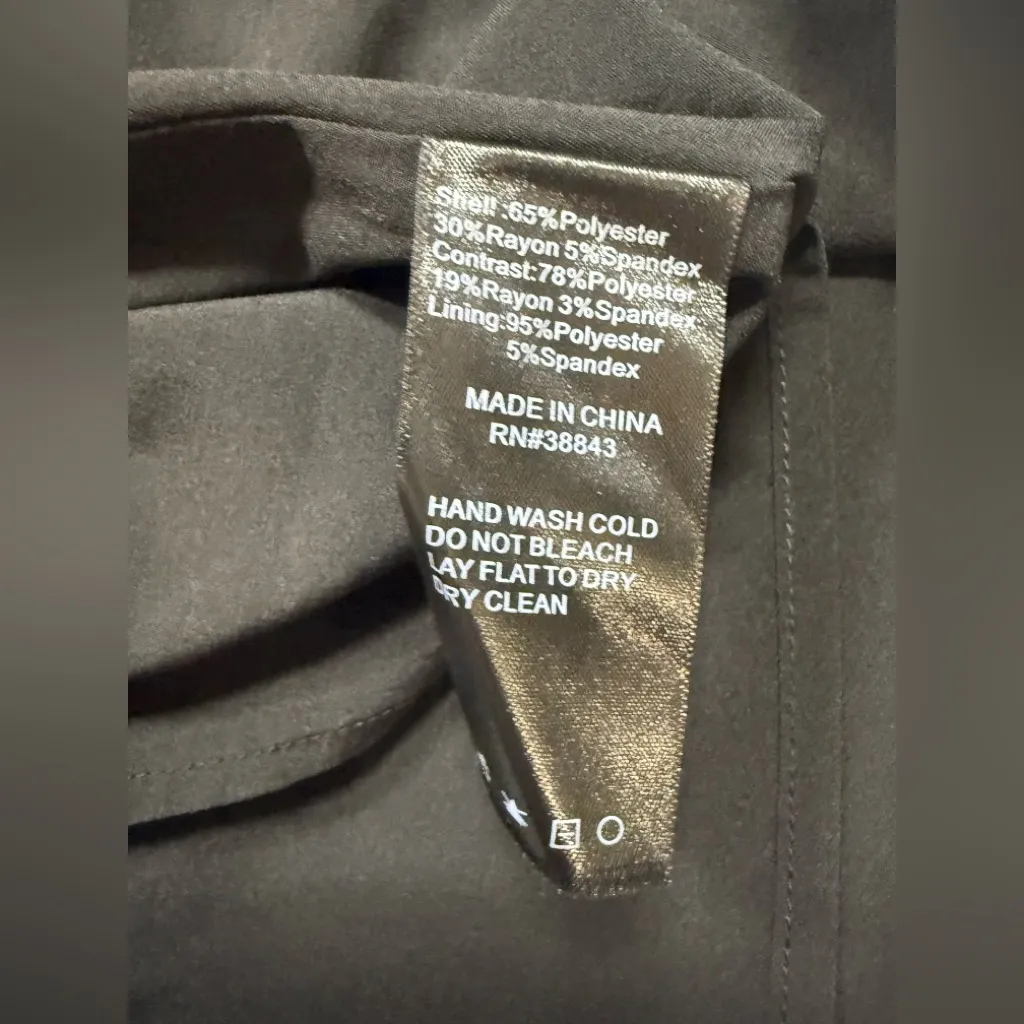 Shell :65%Polyester
30%Rayon 5%Spandex
Contrast:78%Polyester
19%Rayon 3%Spandex
Lining:95%Polyester
5%Spandex
MADE IN CHINA
RN#38843
HAND WASH COLD
DO NOT BLEACH
LAY FLAT TO DRY
DRY CLEAN